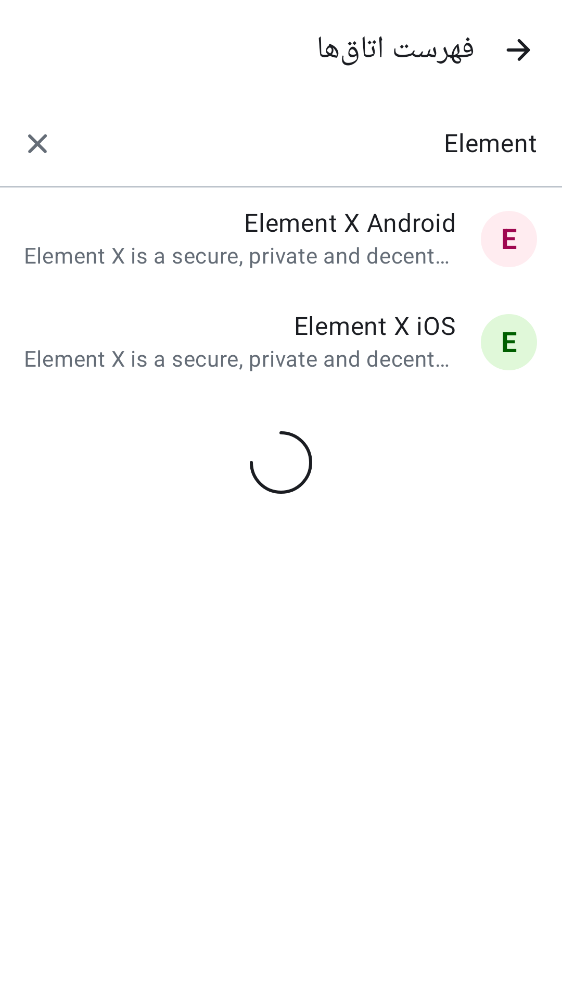 فهرست اتاق‌ها
Element
E
Element X Android
Element X is a secure, private and decent…
E
Element X iOS
Element X is a secure, private and decent…